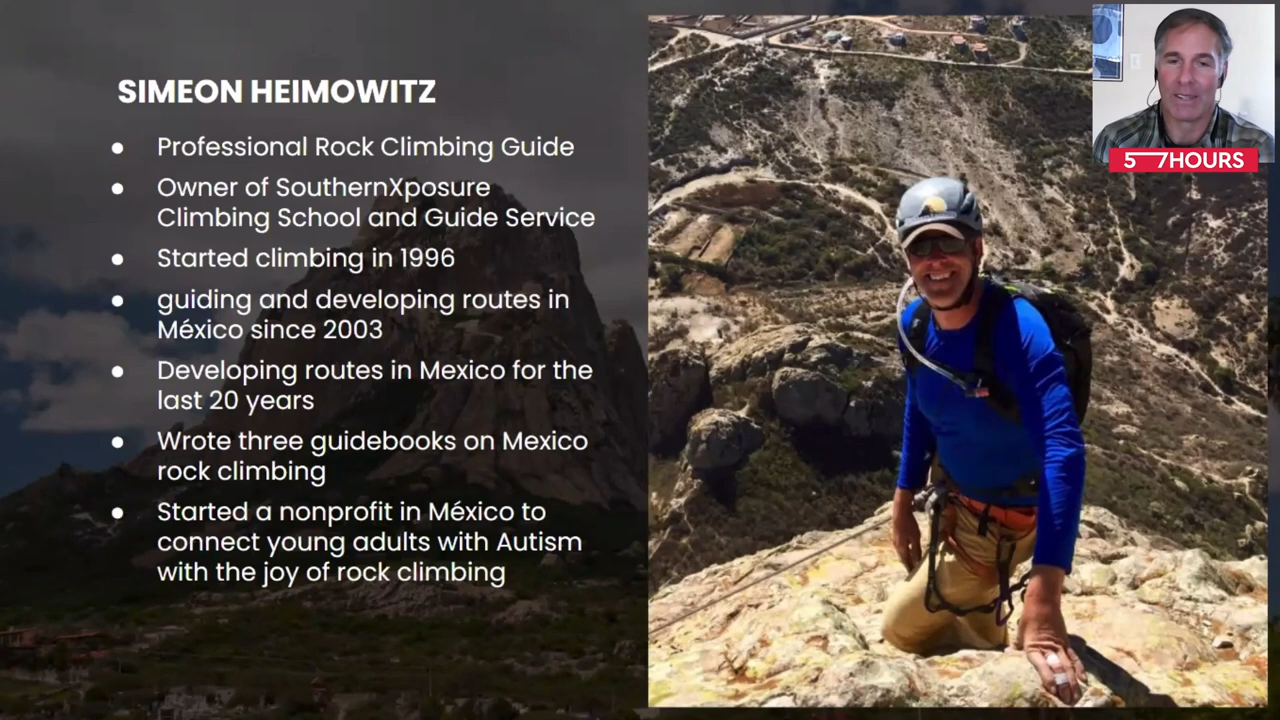 SIMEON HEIMOWITZ
● Professional Rock Climbing Guide
● Owner of SouthernXposure
Climbing School and Guide Service
● Started climbing in 1996
● guiding and developing routes in
México since 2003
● Developing routes in Mexico for the
last 20 years
● Wrote three guidebooks on Mexico
rock climbing
● Started a nonprofit in México to
connect young adults with Autism
with the joy of rock climbing
57HOURS